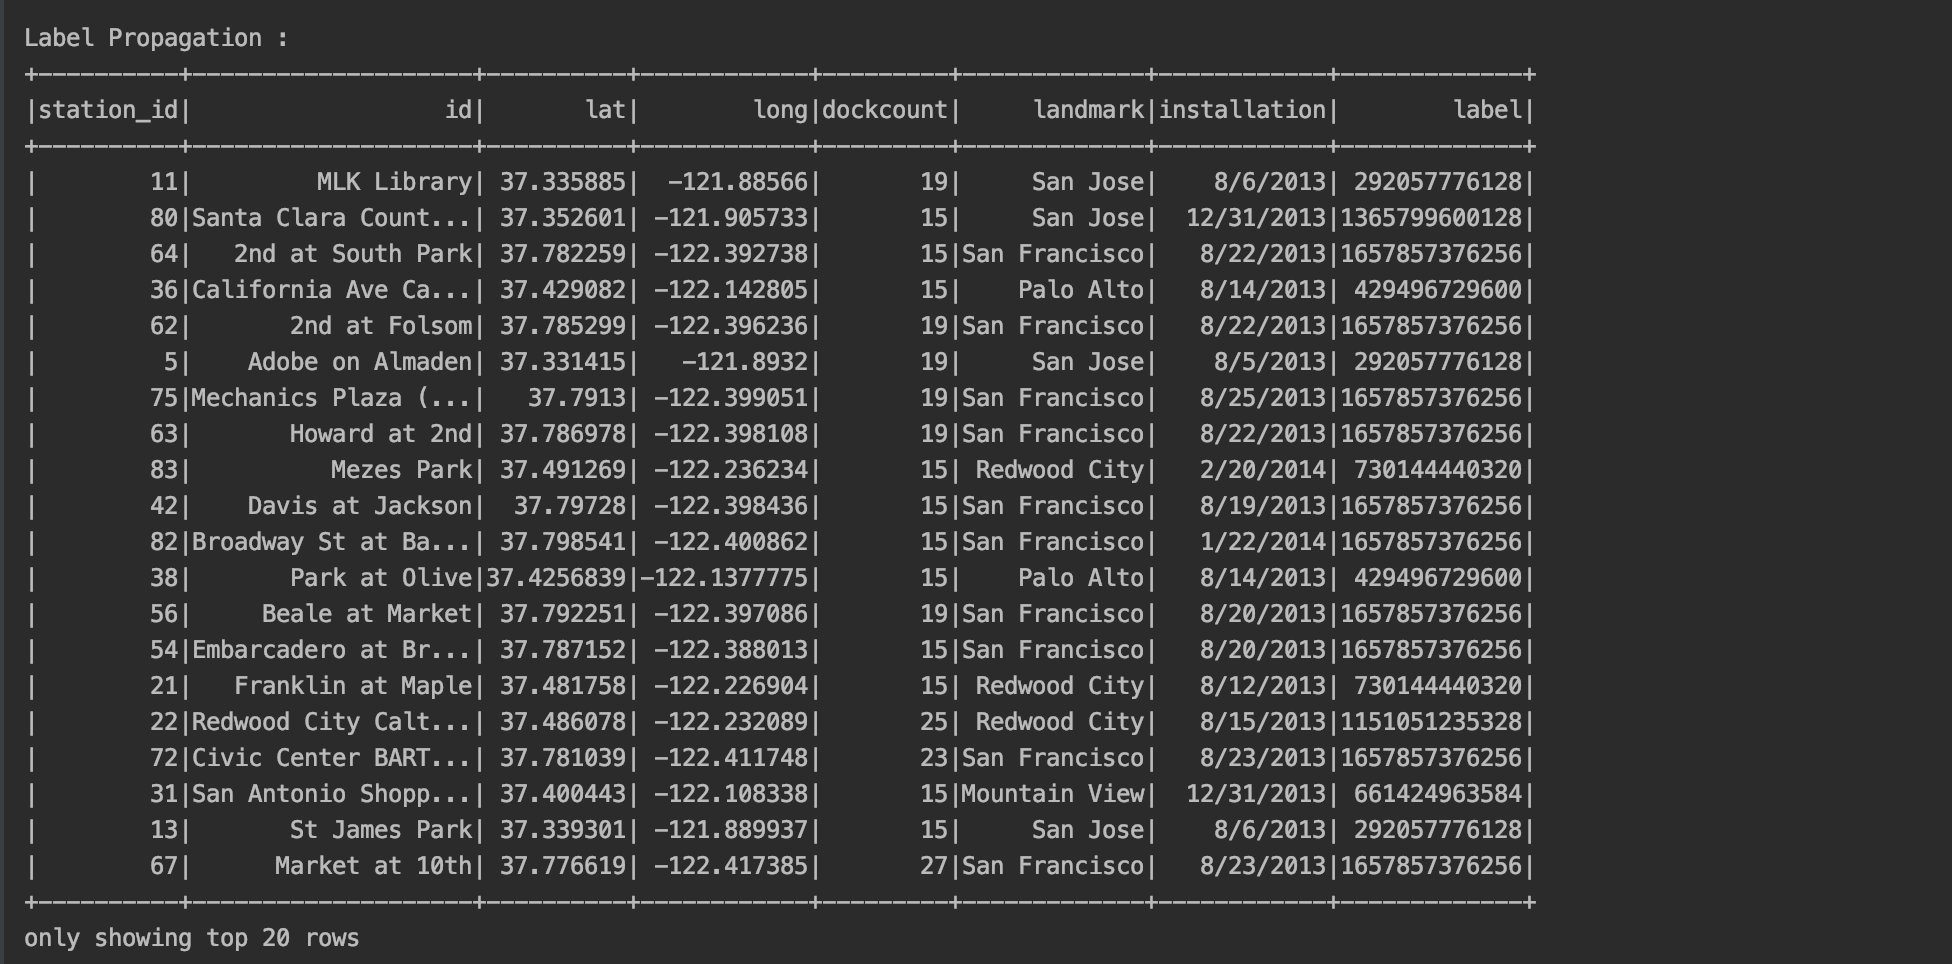 Label Propagation :
+----------+--------------------+----------+------------+---------+-------------+------------+-------------+
|station_id|                  id|       lat|        long|dockcount|     landmark|installation|        label|
+----------+--------------------+----------+------------+---------+-------------+------------+-------------+
|        11|         MLK Library| 37.335885|  -121.88566|       19|     San Jose|    8/6/2013| 292057776128|
|        80|Santa Clara Count...| 37.352601| -121.905733|       15|     San Jose|  12/31/2013|1365799600128|
|        64|   2nd at South Park| 37.782259| -122.392738|       15|San Francisco|   8/22/2013|1657857376256|
|        36|California Ave Ca...| 37.429082| -122.142805|       15|    Palo Alto|   8/14/2013| 429496729600|
|        62|       2nd at Folsom| 37.785299| -122.396236|       19|San Francisco|   8/22/2013|1657857376256|
|         5|    Adobe on Almaden| 37.331415|   -121.8932|       19|     San Jose|    8/5/2013| 292057776128|
|        75|Mechanics Plaza (...|   37.7913| -122.399051|       19|San Francisco|   8/25/2013|1657857376256|
|        63|       Howard at 2nd| 37.786978| -122.398108|       19|San Francisco|   8/22/2013|1657857376256|
|        83|          Mezes Park| 37.491269| -122.236234|       15| Redwood City|   2/20/2014| 730144440320|
|        42|    Davis at Jackson|  37.79728| -122.398436|       15|San Francisco|   8/19/2013|1657857376256|
|        82|Broadway St at Ba...| 37.798541| -122.400862|       15|San Francisco|   1/22/2014|1657857376256|
|        38|       Park at Olive|37.4256839|-122.1377775|       15|    Palo Alto|   8/14/2013| 429496729600|
|        56|     Beale at Market| 37.792251| -122.397086|       19|San Francisco|   8/20/2013|1657857376256|
|        54|Embarcadero at Br...| 37.787152| -122.388013|       15|San Francisco|   8/20/2013|1657857376256|
|        21|   Franklin at Maple| 37.481758| -122.226904|       15| Redwood City|   8/12/2013| 730144440320|
|        22|Redwood City Calt...| 37.486078| -122.232089|       25| Redwood City|   8/15/2013|1151051235328|
|        72|Civic Center BART...| 37.781039| -122.411748|       23|San Francisco|   8/23/2013|1657857376256|
|        31|San Antonio Shopp...| 37.400443| -122.108338|       15|Mountain View|  12/31/2013| 661424963584|
|        13|       St James Park| 37.339301| -121.889937|       15|     San Jose|    8/6/2013| 292057776128|
|        67|      Market at 10th| 37.776619| -122.417385|       27|San Francisco|   8/23/2013|1657857376256|
+----------+--------------------+----------+------------+---------+-------------+------------+-------------+
only showing top 20 rows